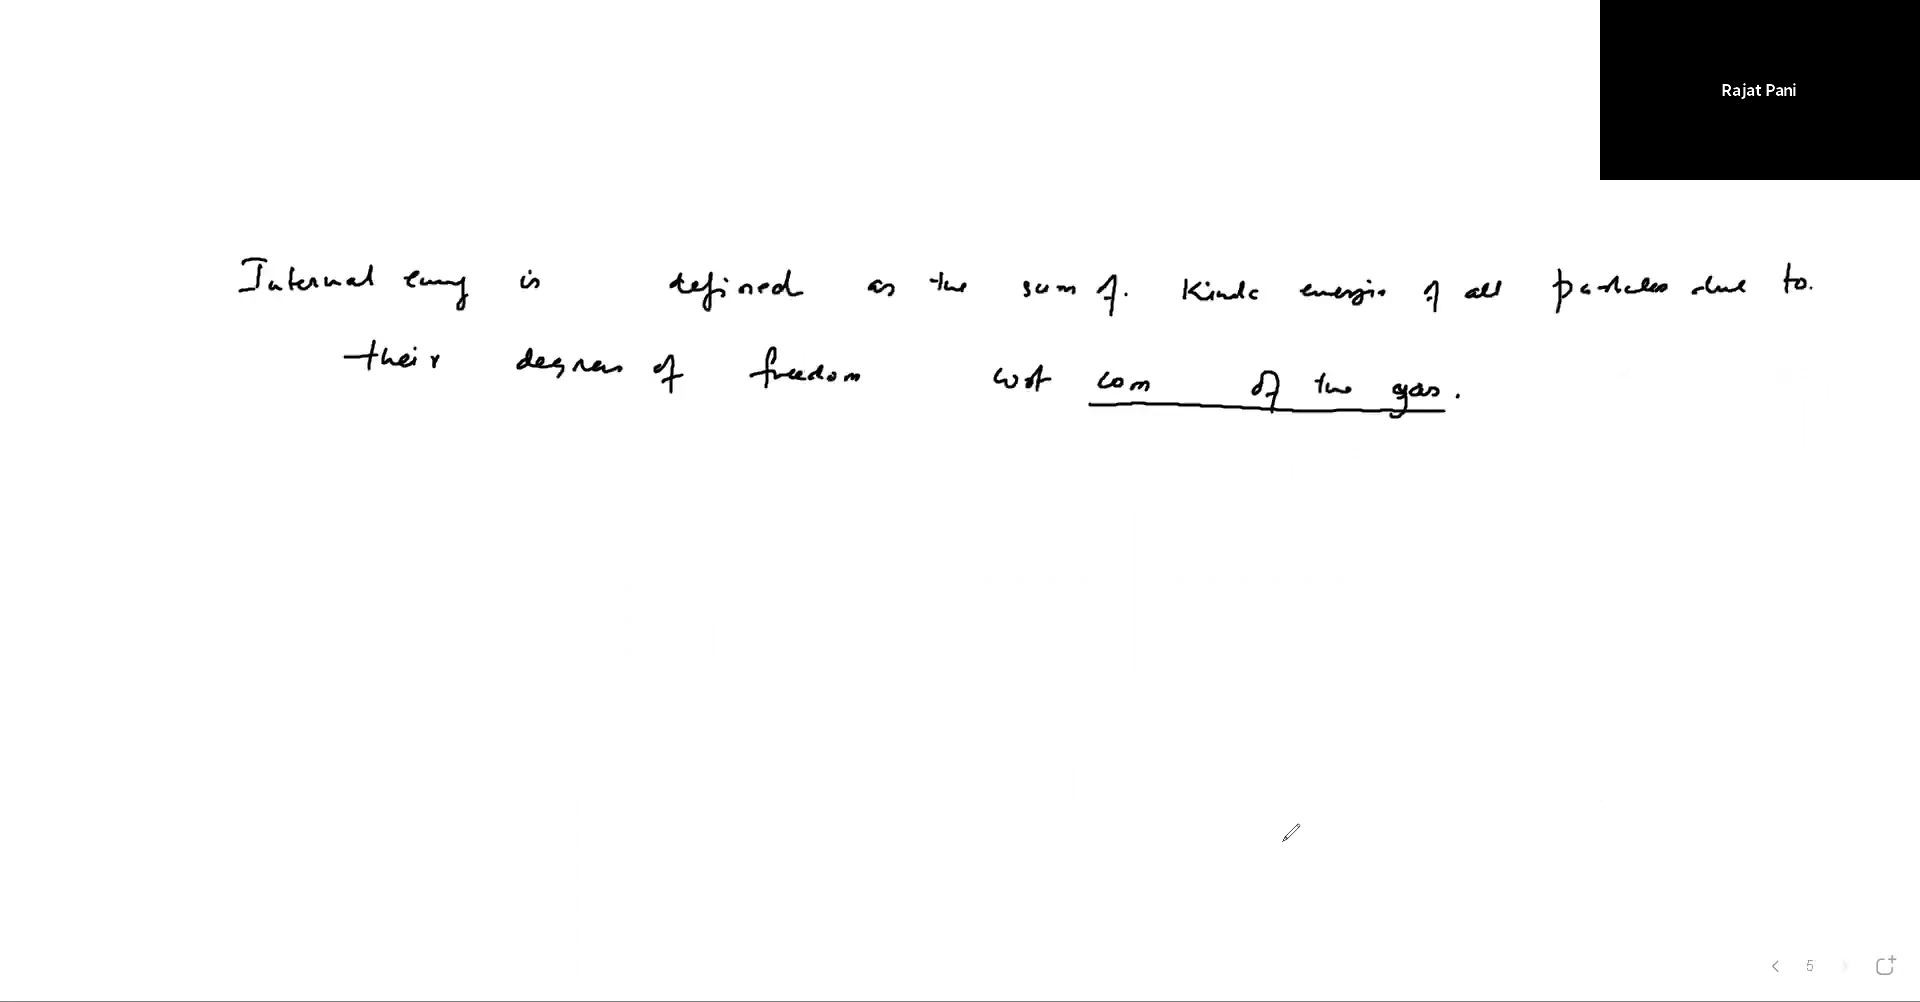 Rajat Pani
Internal energy is defined as the sum of. Kinetic energies of all particles due to.
their degrees of freedom wrt com of the gas.
5